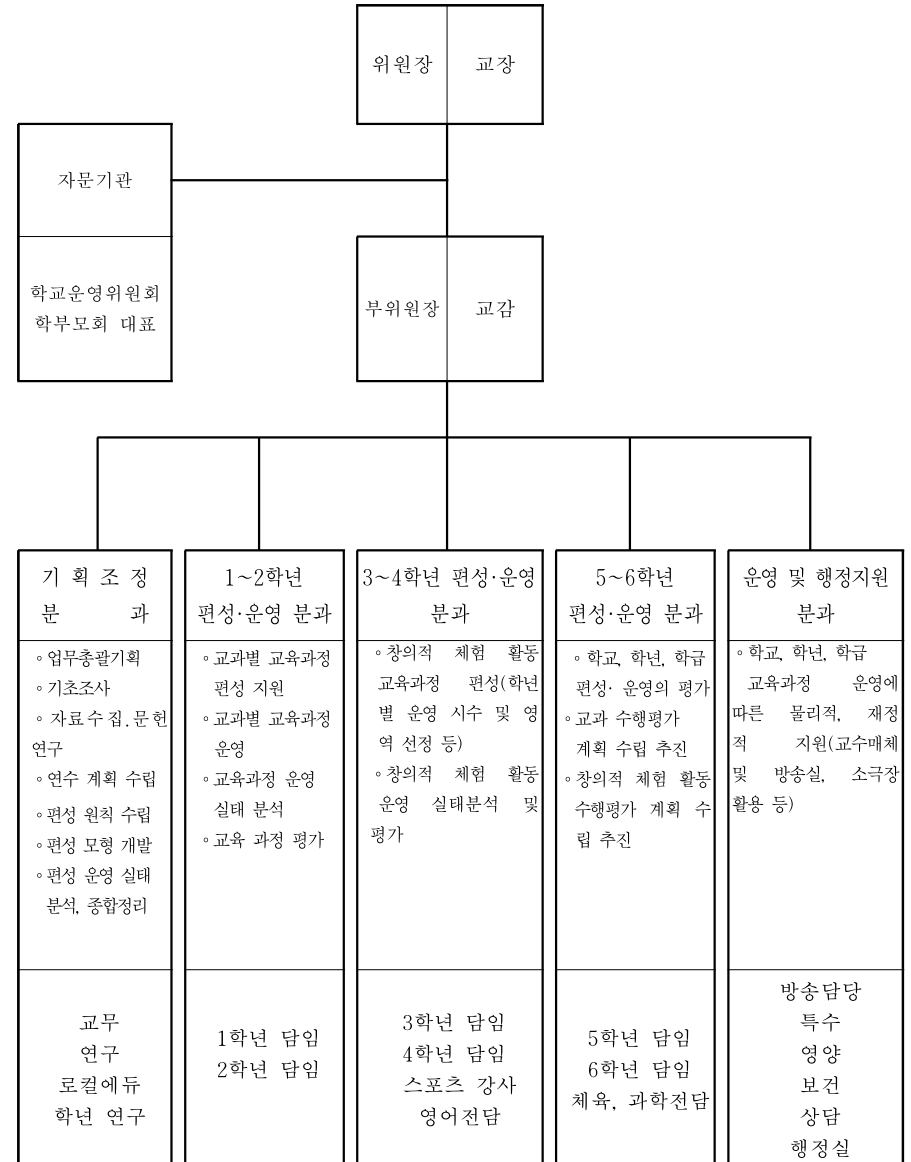 위원장 교장
자문기관
학교운영위원회
학부모회 대표
부위원장 교감
기 획 조 정
분 과
◦업무총괄기획
◦기초조사
◦ 자료수집,문헌
연구
◦연수 계획 수립
◦편성 원칙 수립
◦편성 모형 개발
◦편성 운영 실태
분석, 종합정리
교무
연구
로컬에듀
학년 연구
1~2학년
편성·운영 분과
◦교과별 교육과정
편성 지원
◦교과별 교육과정
운영
◦교육과정 운영
실태 분석
◦교육 과정 평가
1학년 담임
2학년 담임
3~4학년 편성·운영
분과
◦창의적 체험 활동
교육과정 편성(학년
별 운영 시수 및 영
역 선정 등)
◦창의적 체험 활동
운영 실태분석 및
평가
3학년 담임
4학년 담임
스포츠 강사
영어전담
5~6학년
편성·운영 분과
◦학교, 학년, 학급
편성· 운영의 평가
◦교과 수행평가
계획 수립 추진
◦창의적 체험 활동
수행평가 계획 수
립 추진
5학년 담임
6학년 담임
체육, 과학전담
운영 및 행정지원
분과
◦학교, 학년, 학급
교육과정 운영에
따른 물리적, 재정
적 지원(교수매체
및 방송실, 소극장
활용 등)
방송담당
특수
영양
보건
상담
행정실